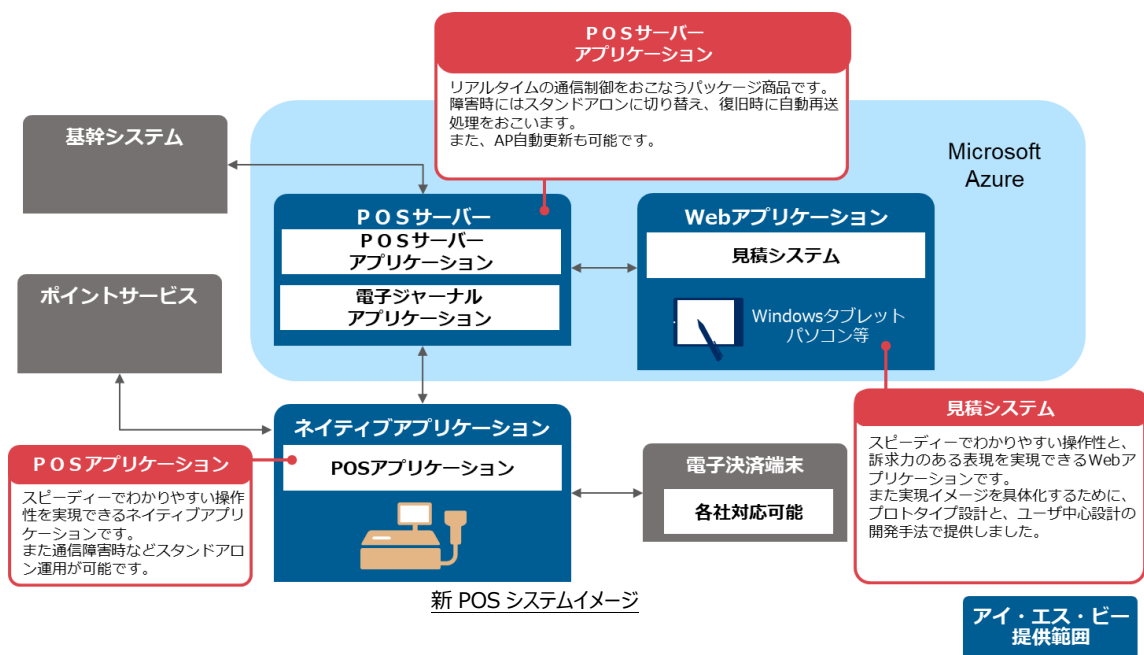 POSサーバー
アプリケーション
リアルタイムの通信制御をおこなうパッケージ商品です。
障害時にはスタンドアロンに切り替え、復旧時に自動再送
処理をおこいます。
また、AP自動更新も可能です。
Microsoft
Azure
基幹システム
POSサーバー
POSサーバー
アプリケーション
電子ジャーナル
アプリケーション
Webアプリケーション
見積システム
Windowsタブレット
パソコン等
ポイントサービス
見積システム
スピーディーでわかりやすい操作性と、
訴求力のある表現を実現できるWebア
プリケーションです。
また実現イメージを具体化するために、
プロトタイプ設計と、ユーザ中心設計の
開発手法で提供しました。
ネイティブアプリケーション
POSアプリケーション
POSアプリケーション
スピーディーでわかりやすい操作
性を実現できるネイティブアプリ
ケーションです。
また通信障害時などスタンドアロ
ン運用が可能です。
電子決済端末
各社対応可能
新 POS システムイメージ
アイ・エス・ビー
提供範囲